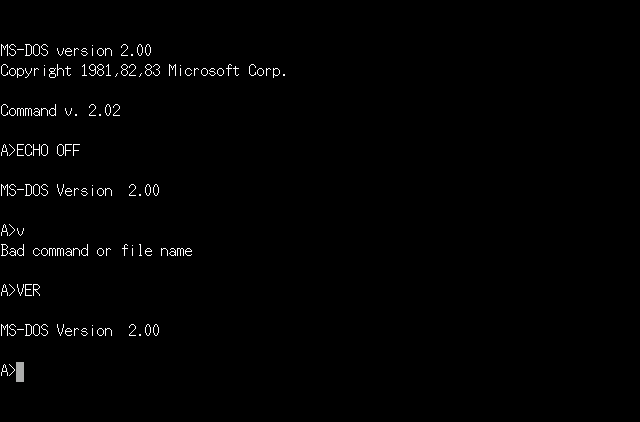 MS-DOS version 2.00
Copyright 1981,82,83 Microsoft Corp.
Command v. 2.02
A>ECHO OFF
MS-DOS Version  2.00
A>v
Bad command or file name
A>VER
MS-DOS Version  2.00
A>